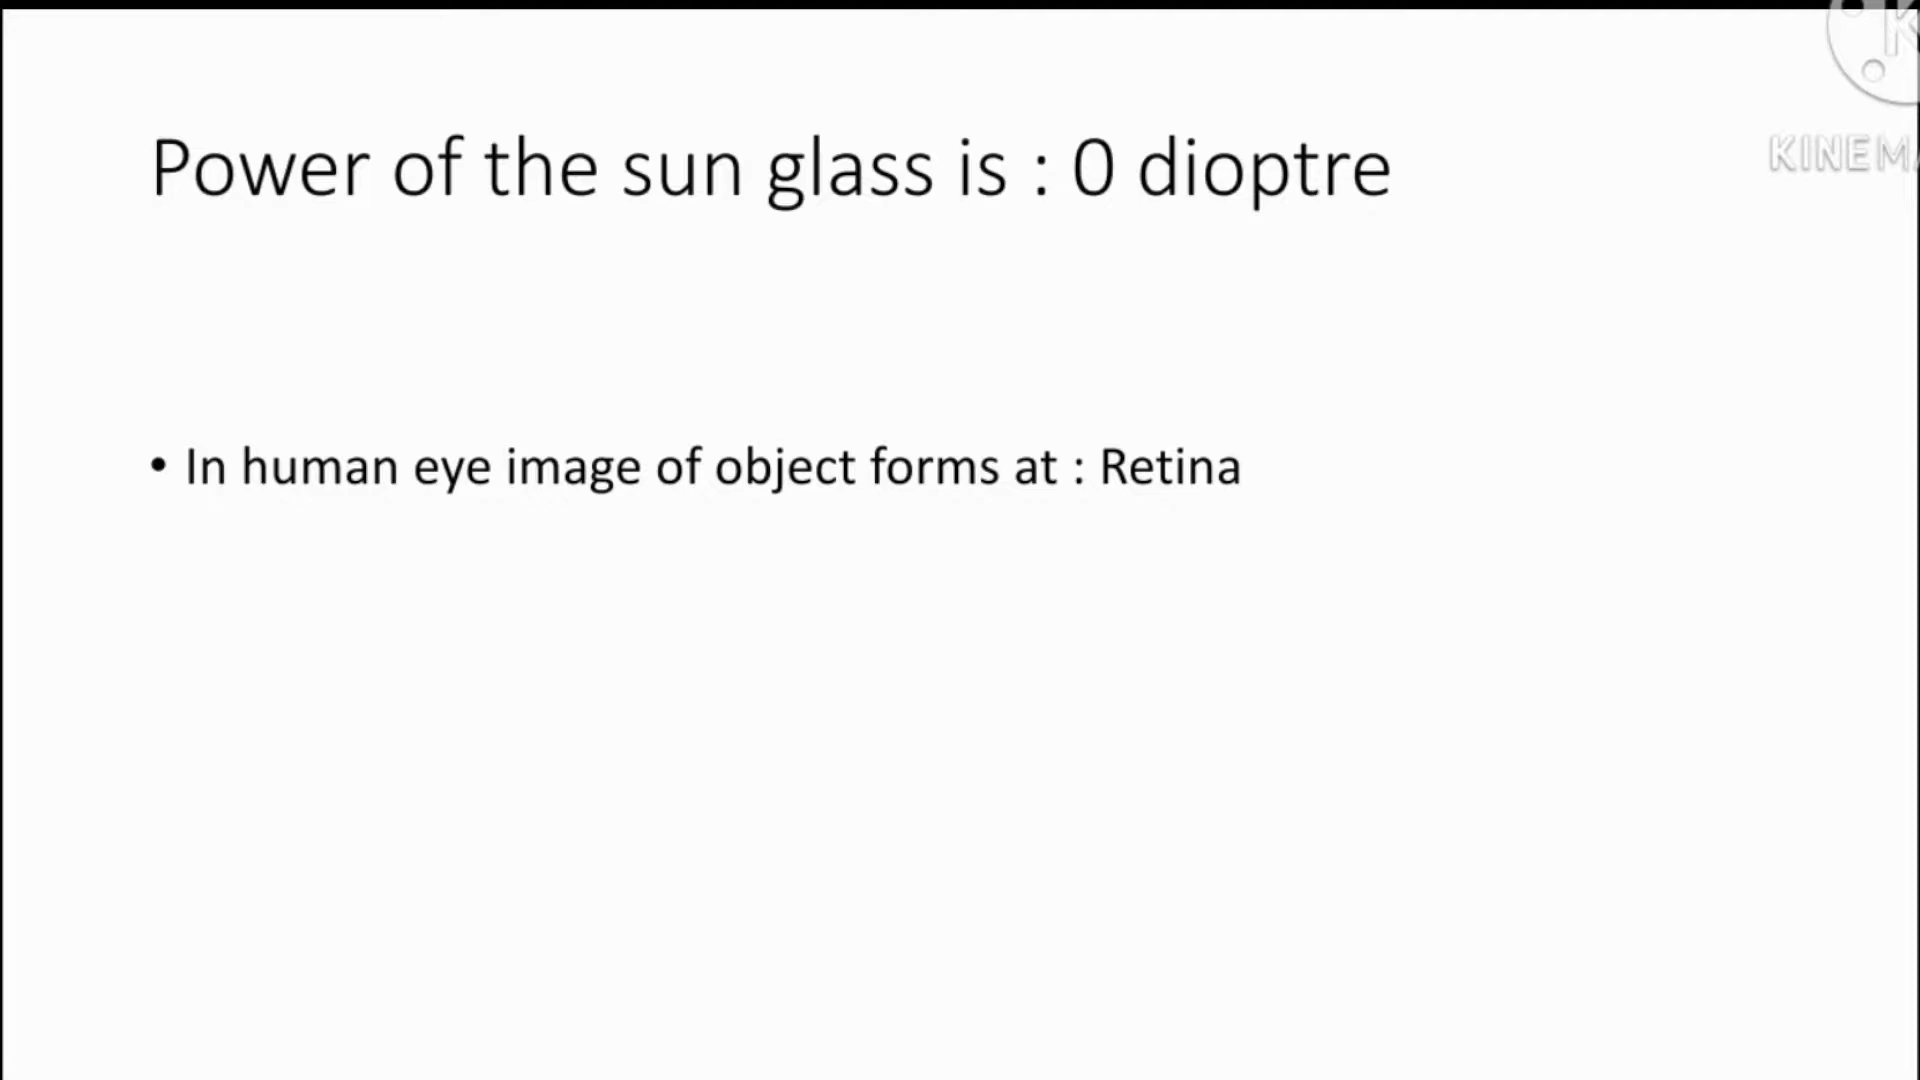 Power of the sun glass is : 0 dioptre
• In human eye image of object forms at : Retina